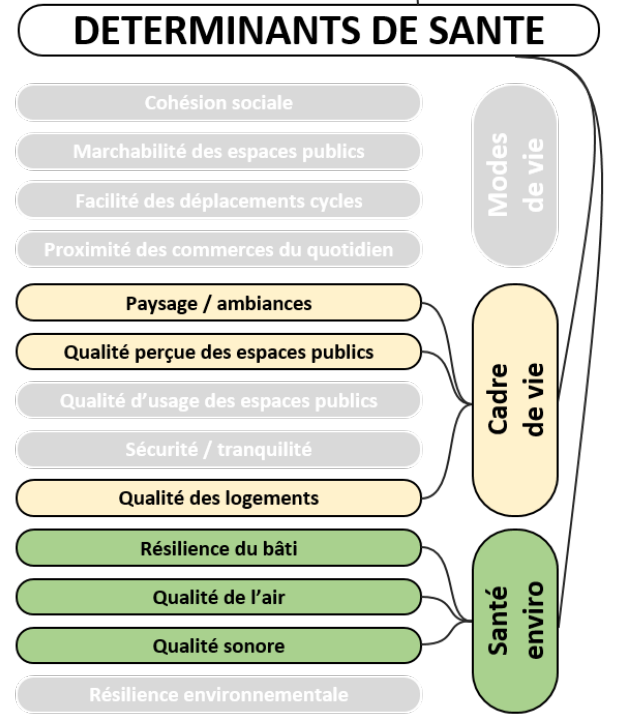 DETERMINANTS DE SANTE
Cohésion sociale
Marchabilité des espaces publics
Facilité des déplacements cycles
Proximité des commerces du quotidien
Modes
de vie
Paysage / ambiances
Qualité perçue des espaces publics
Qualité d’usage des espaces publics
Sécurité / tranquilité
Qualité des logements
Cadre
de vie
Résilience du bâti
Qualité de l’air
Qualité sonore
Résilience environnementale
Santé
enviro